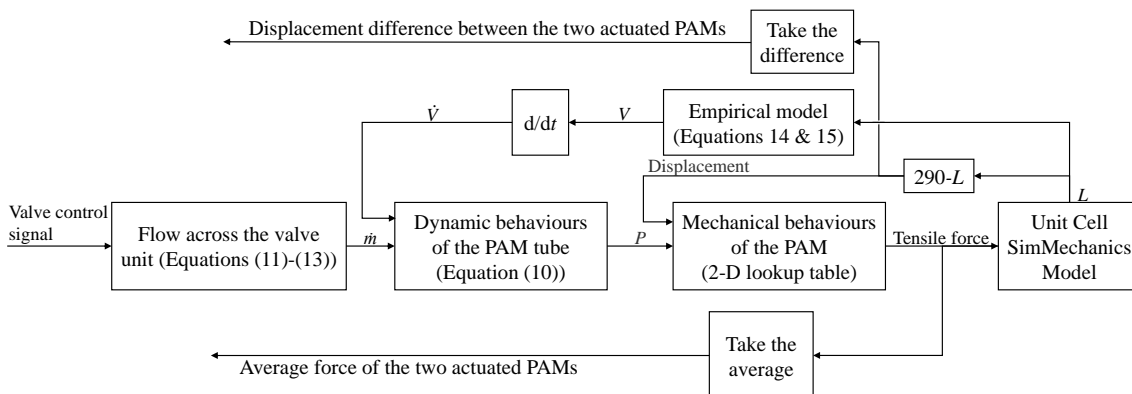 Displacement difference between the two actuated PAMs
Take the
difference
V̇
d/dt
V
Empirical model
(Equations 14 & 15)
Displacement
290-L
L
Valve control
signal
Flow across the valve
unit (Equations (11)-(13))
ṁ
Dynamic behaviours
of the PAM tube
(Equation (10))
P
Mechanical behaviours
of the PAM
(2-D lookup table)
Tensile force
Unit Cell
SimMechanics
Model
Average force of the two actuated PAMs
Take the
average